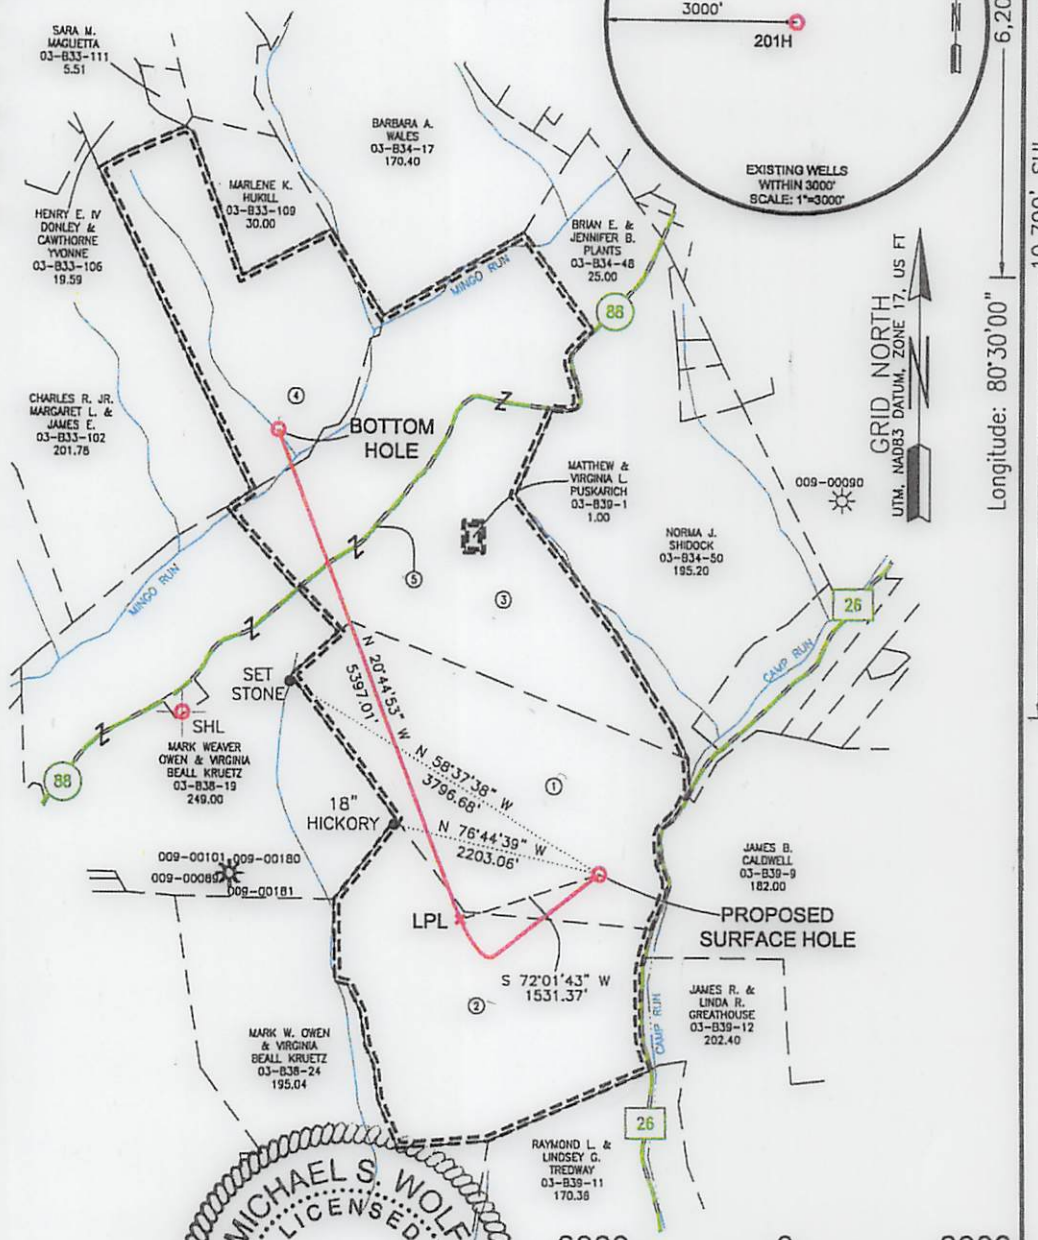 SARA M.
MAGLIETTA
03-B33-111
5.51
3000'
201H
EXISTING WELLS
WITHIN 3000'
SCALE: 1"=3000'
BARBARA A.
WALES
03-B34-17
170.40
MARLENE K.
HUKILL
03-B33-109
30.00
HENRY E. IV
DONLEY &
CAWTHORNE
YVONNE
03-B33-106
19.59
BRIAN E. &
JENNIFER B.
PLANTS
03-B34-48
25.00
MINGO RUN
88
GRID NORTH
UTM, NAD83 DATUM, ZONE 17, US FT
N
Longitude: 80°30'00"
CHARLES R. JR.
MARGARET L. &
JAMES E.
03-B33-102
201.78
4
BOTTOM
HOLE
Z
MATTHEW &
VIRGINIA L.
PUSKARICH
03-B39-1
1.00
009-00090
NORMA J.
SHIDOCK
03-B34-50
195.20
Z
5
3
MINGO RUN
26
Z
CAMP RUN
SET
STONE
N 20°44'53" W
5397.01'
SHL
Z
MARK WEAVER
OWEN & VIRGINIA
BEALL KRUETZ
03-B38-19
249.00
88
N 58°37'38" W
3796.68'
1
18"
HICKORY
N 76°44'39" W
2203.06'
009-00101
009-00180
009-00089
009-00181
JAMES B.
CALDWELL
03-B39-9
182.00
LPL
PROPOSED
SURFACE HOLE
S 72°01'43" W
1531.37'
2
JAMES R. &
LINDA R.
GREATHOUSE
03-B39-12
202.40
CAMP RUN
MARK W. OWEN
& VIRGINIA
BEALL KRUETZ
03-B38-24
195.04
26
RAYMOND L. &
LINDSEY G.
TREDWAY
03-B39-11
170.36
MICHAEL S. WOLF
LICENSED